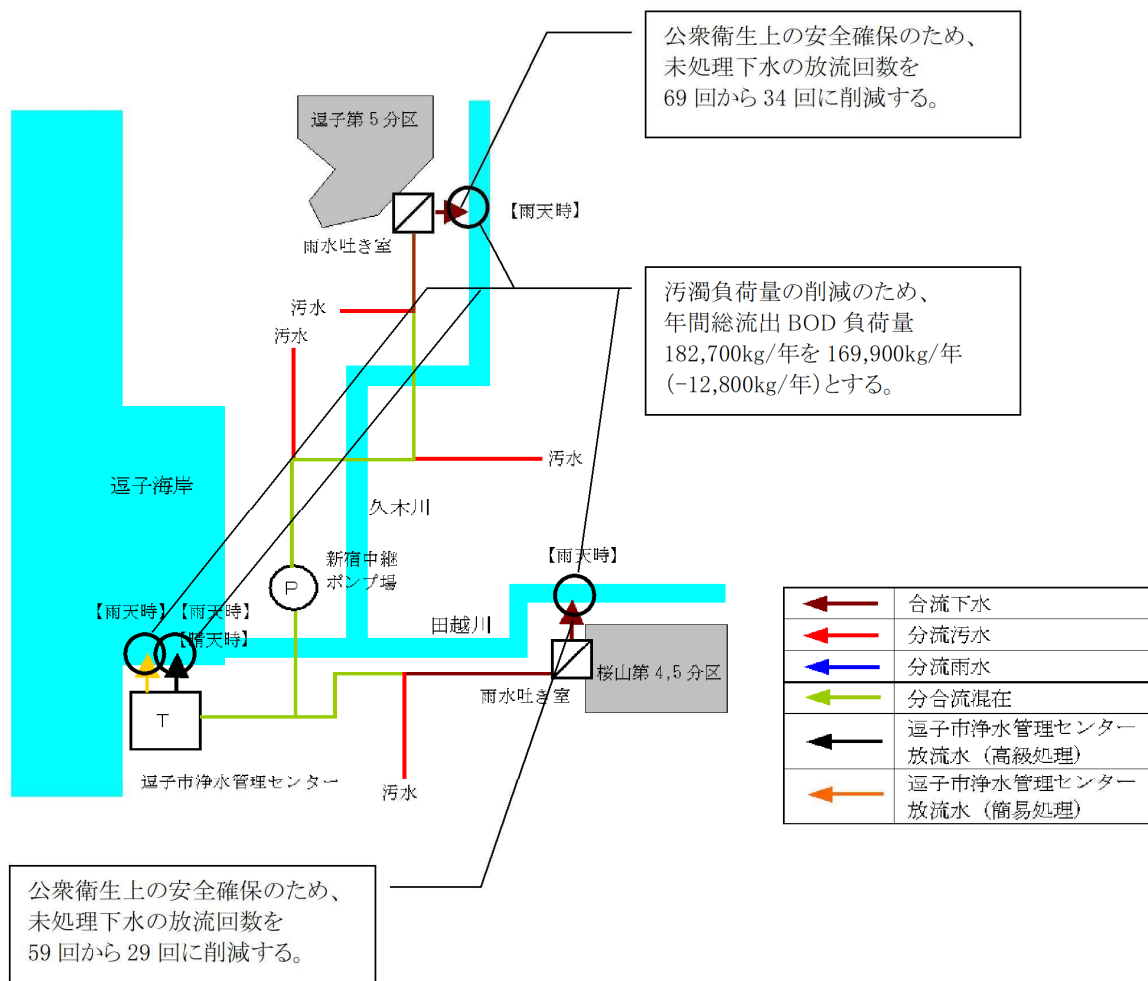 公衆衛生上の安全確保のため、
未処理下水の放流回数を
69 回から 34 回に削減する。
逗子第 5 分区
【雨天時】
雨水吐き室
汚濁負荷量の削減のため、
年間総流出 BOD 負荷量
182,700kg/年を 169,900kg/年
(-12,800kg/年)とする。
汚水
汚水
汚水
逗子海岸
久木川
新宿中継
ポンプ場
P
【雨天時】
【雨天時】
【雨天時】
【晴天時】
田越川
桜山第 4,5 分区
雨水吐き室
T
逗子市浄水管理センター
汚水
合流下水
分流汚水
分流雨水
分合流混在
逗子市浄水管理センター
放流水（高級処理）
逗子市浄水管理センター
放流水（簡易処理）
公衆衛生上の安全確保のため、
未処理下水の放流回数を
59 回から 29 回に削減する。